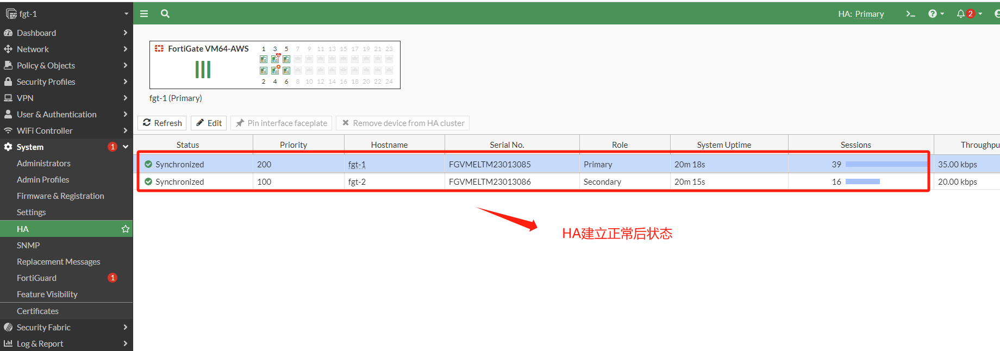 fgt-1
HA: Primary
2
Dashboard
Network
Policy & Objects
Security Profiles
VPN
User & Authentication
WiFi Controller
System 1
Administrators
Admin Profiles
Firmware & Registration
Settings
HA
SNMP
Replacement Messages
FortiGuard 1
Feature Visibility
Certificates
Security Fabric
Log & Report
FortiGate VM64-AWS
1 3 5 7 9 11 13 15 17 19 21 23
2 4 6 8 10 12 14 16 18 20 22 24
fgt-1 (Primary)
Refresh Edit Pin interface faceplate Remove device from HA cluster
Status Priority Hostname Serial No. Role System Uptime Sessions Throughpu
Synchronized 200 fgt-1 FGVMELTM23013085 Primary 20m 18s 39 35.00 kbps
Synchronized 100 fgt-2 FGVMELTM23013086 Secondary 20m 15s 16 20.00 kbps
HA建立正常后状态